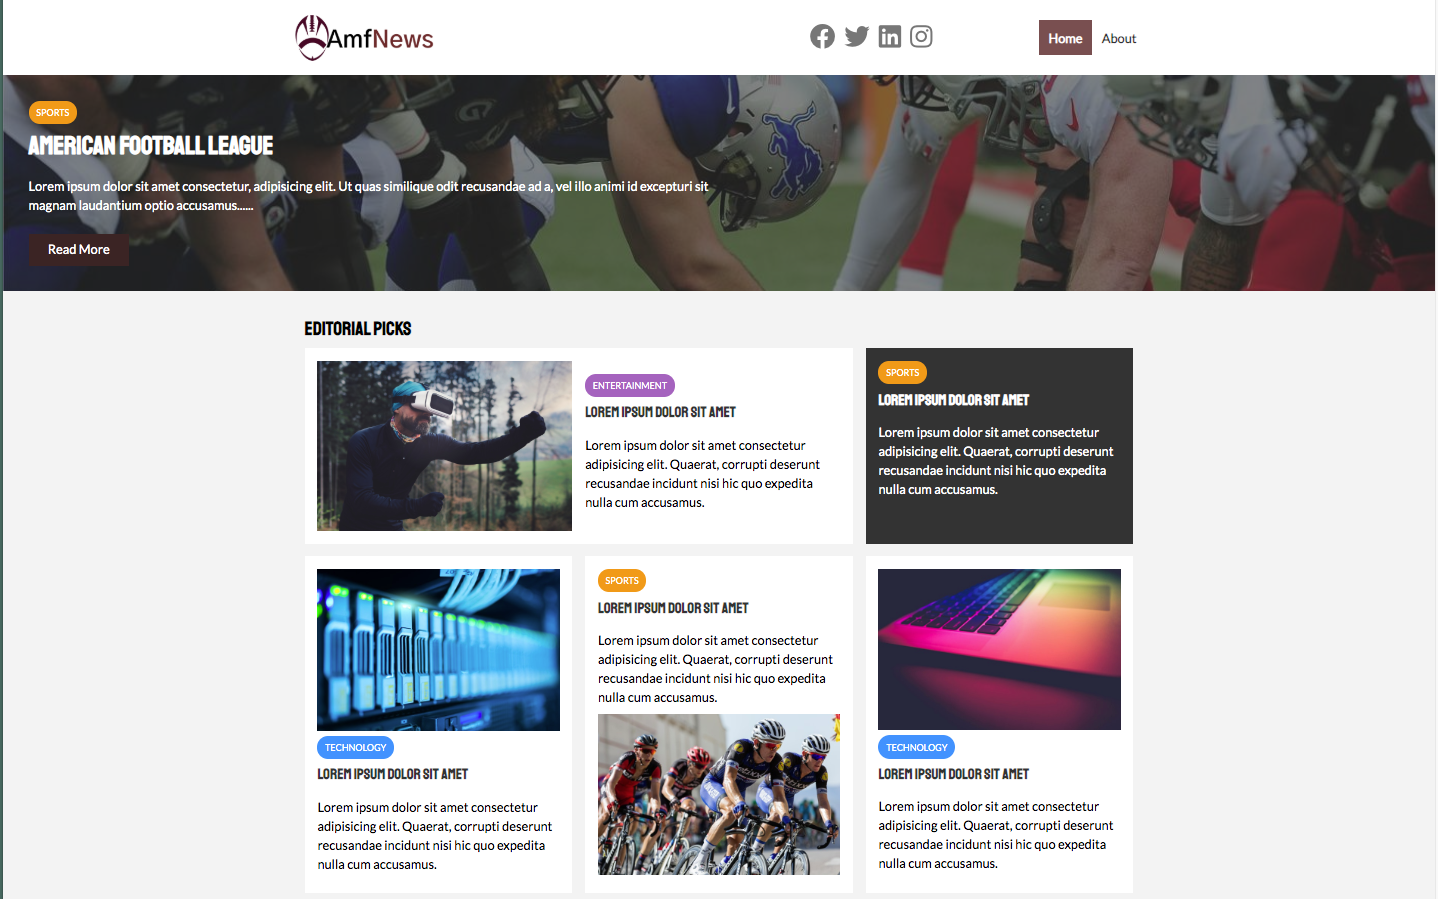 AmfNews
Home
About
SPORTS
AMERICAN FOOTBALL LEAGUE
Lorem ipsum dolor sit amet consectetur, adipisicing elit. Ut quas similique odit recusandae ad a, vel illo animi id excepturi sit
magnam laudantium optio accusamus......
Read More
EDITORIAL PICKS
ENTERTAINMENT
LOREM IPSUM DOLOR SIT AMET
Lorem ipsum dolor sit amet consectetur
adipisicing elit. Quaerat, corrupti deserunt
recusandae incidunt nisi hic quo expedita
nulla cum accusamus.
SPORTS
LOREM IPSUM DOLOR SIT AMET
Lorem ipsum dolor sit amet consectetur
adipisicing elit. Quaerat, corrupti deserunt
recusandae incidunt nisi hic quo expedita
nulla cum accusamus.
TECHNOLOGY
LOREM IPSUM DOLOR SIT AMET
Lorem ipsum dolor sit amet consectetur
adipisicing elit. Quaerat, corrupti deserunt
recusandae incidunt nisi hic quo expedita
nulla cum accusamus.
SPORTS
LOREM IPSUM DOLOR SIT AMET
Lorem ipsum dolor sit amet consectetur
adipisicing elit. Quaerat, corrupti deserunt
recusandae incidunt nisi hic quo expedita
nulla cum accusamus.
TECHNOLOGY
LOREM IPSUM DOLOR SIT AMET
Lorem ipsum dolor sit amet consectetur
adipisicing elit. Quaerat, corrupti deserunt
recusandae incidunt nisi hic quo expedita
nulla cum accusamus.